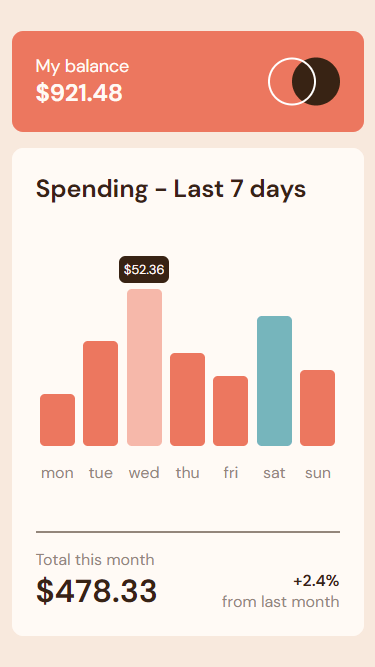 My balance
$921.48
Spending - Last 7 days
$52.36
mon tue wed thu fri sat sun
Total this month
$478.33
+2.4%
from last month